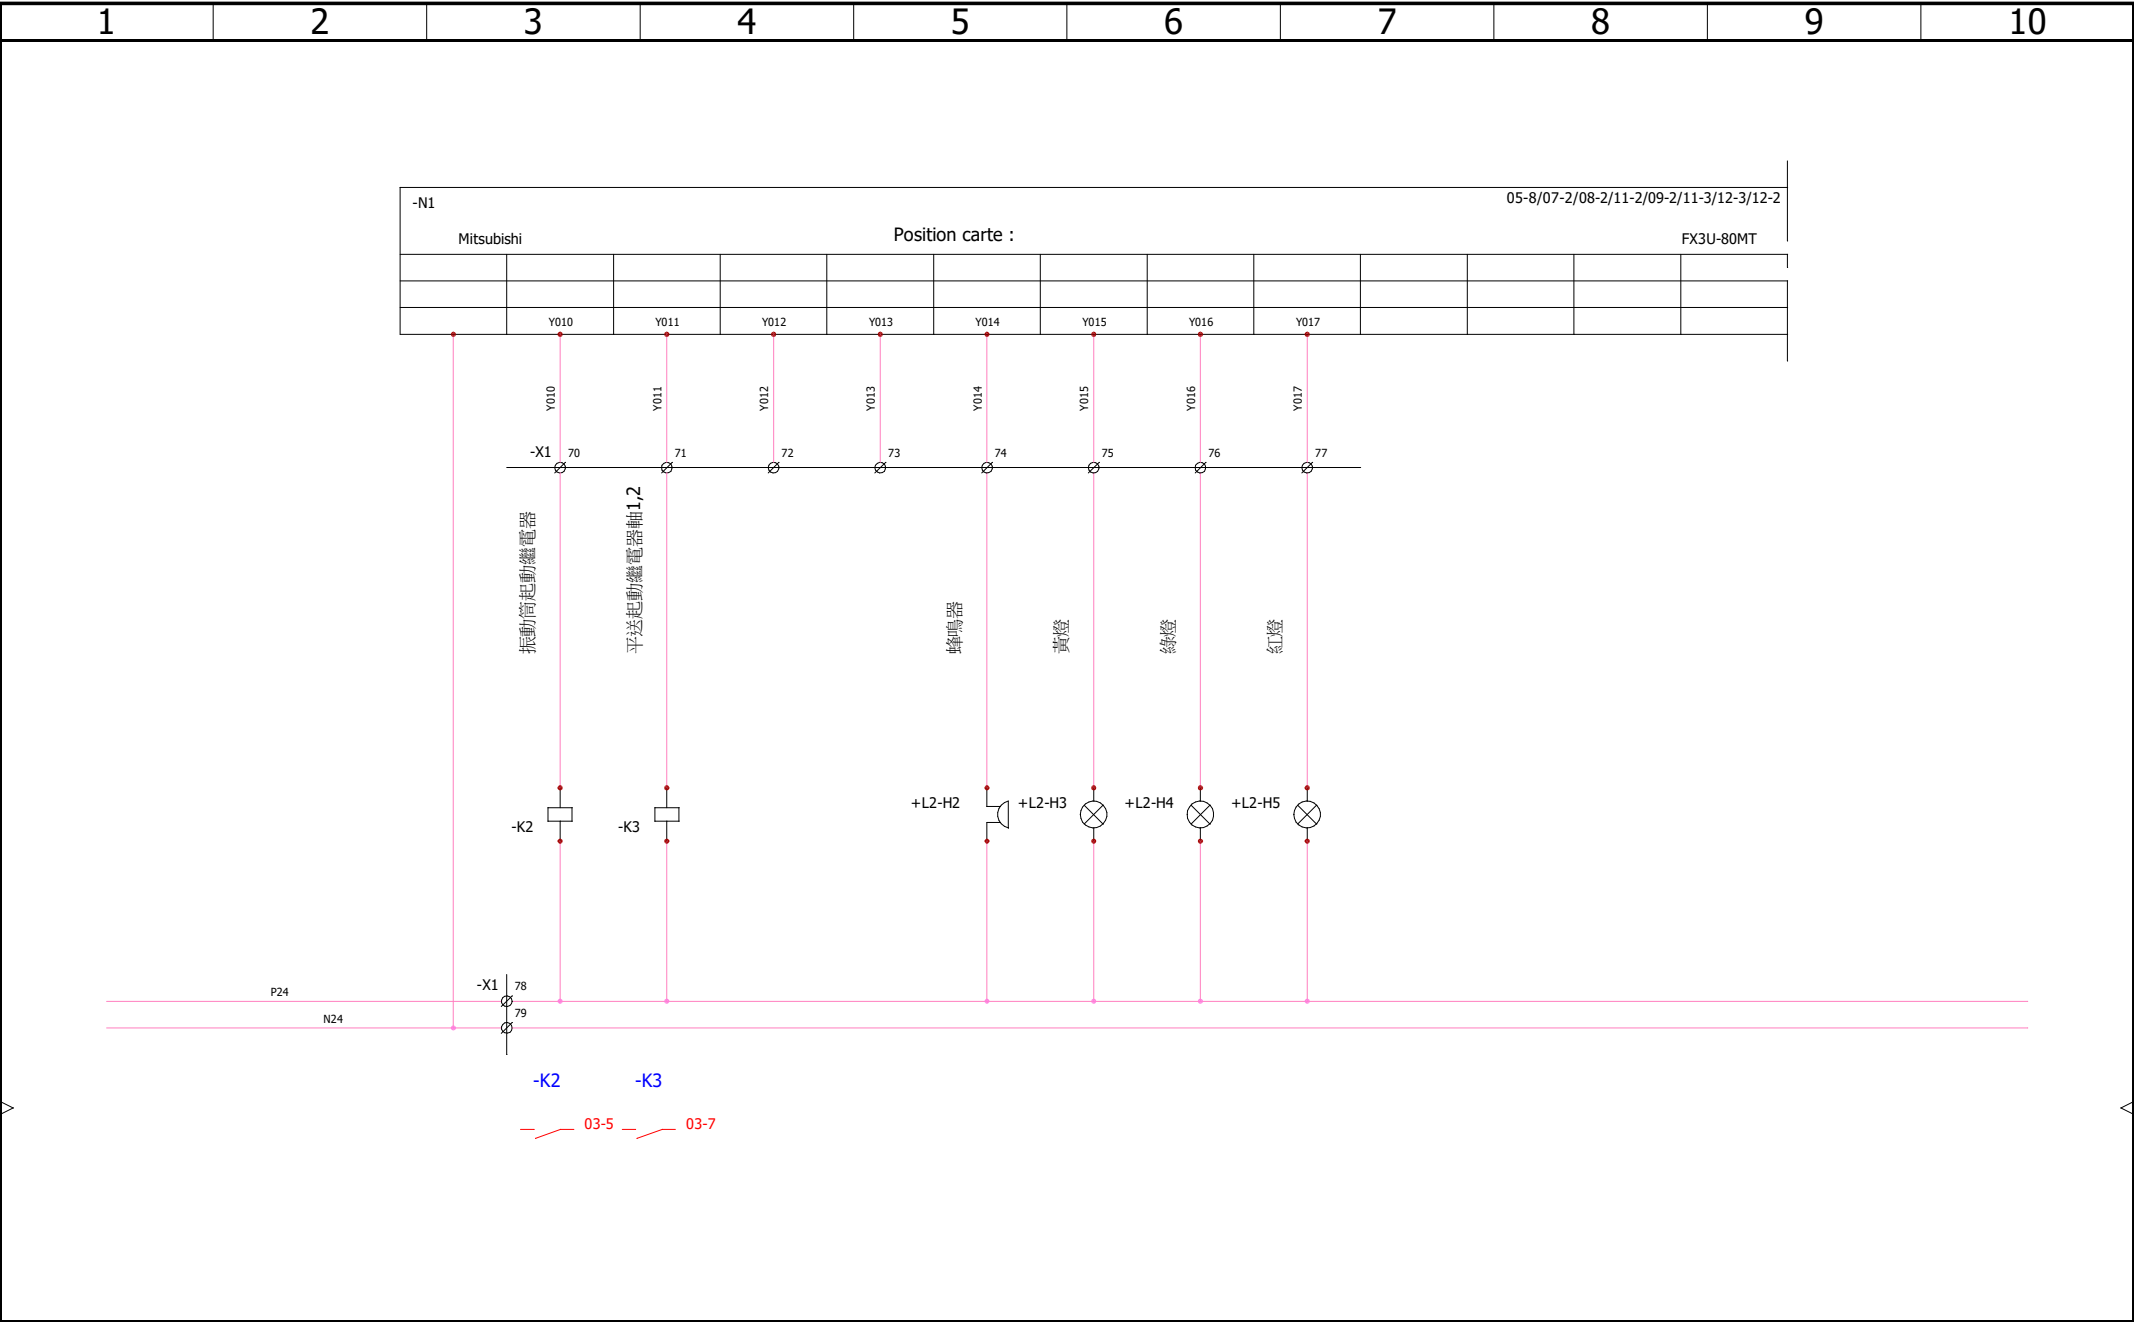 1 2 3 4 5 6 7 8 9 10
-N1 05-8/07-2/08-2/11-2/09-2/11-3/12-3/12-2
Mitsubishi Position carte : FX3U-80MT
Y010 Y011 Y012 Y013 Y014 Y015 Y016 Y017
Y010 Y011 Y012 Y013 Y014 Y015 Y016 Y017
-X1 70 71 72 73 74 75 76 77
振動筒起動繼電器
平送起動繼電器軸1,2
蜂鳴器
黃燈
綠燈
紅燈
+L2-H2 +L2-H3 +L2-H4 +L2-H5
-K2 -K3
-X1 78
P24
79
N24
-K2 -K3
03-5 03-7